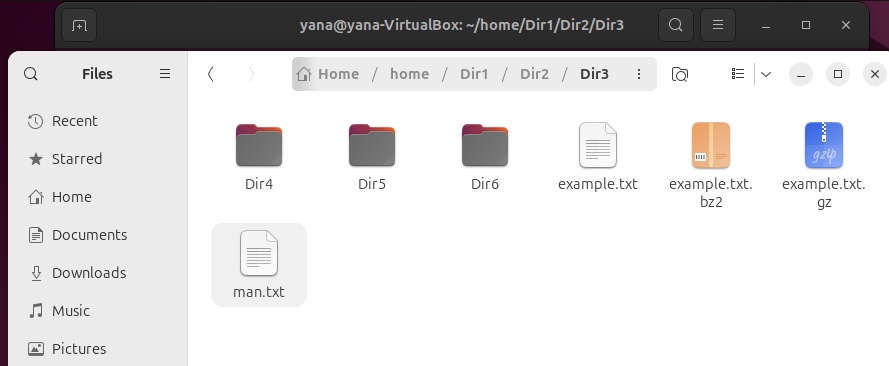 yana@yana-VirtualBox: ~/home/Dir1/Dir2/Dir3
Files
Home / home / Dir1 / Dir2 / Dir3
Recent
Starred
Home
Documents
Downloads
Music
Pictures
Dir4
Dir5
Dir6
example.txt
example.txt.
bz2
gzip
example.txt.
gz
man.txt